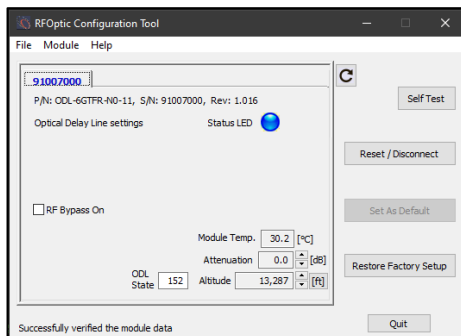 RFOptic Configuration Tool
File Module Help
91007000
P/N: ODL-6GTFR-N0-11, S/N: 91007000, Rev: 1.016
Self Test
Optical Delay Line settings Status LED
Reset / Disconnect
RF Bypass On
Set As Default
Module Temp. 30.2 [ºC]
Attenuation 0.0 [dB]
Restore Factory Setup
ODL State 152 Altitude 13,287 [ft]
Successfully verified the module data
Quit